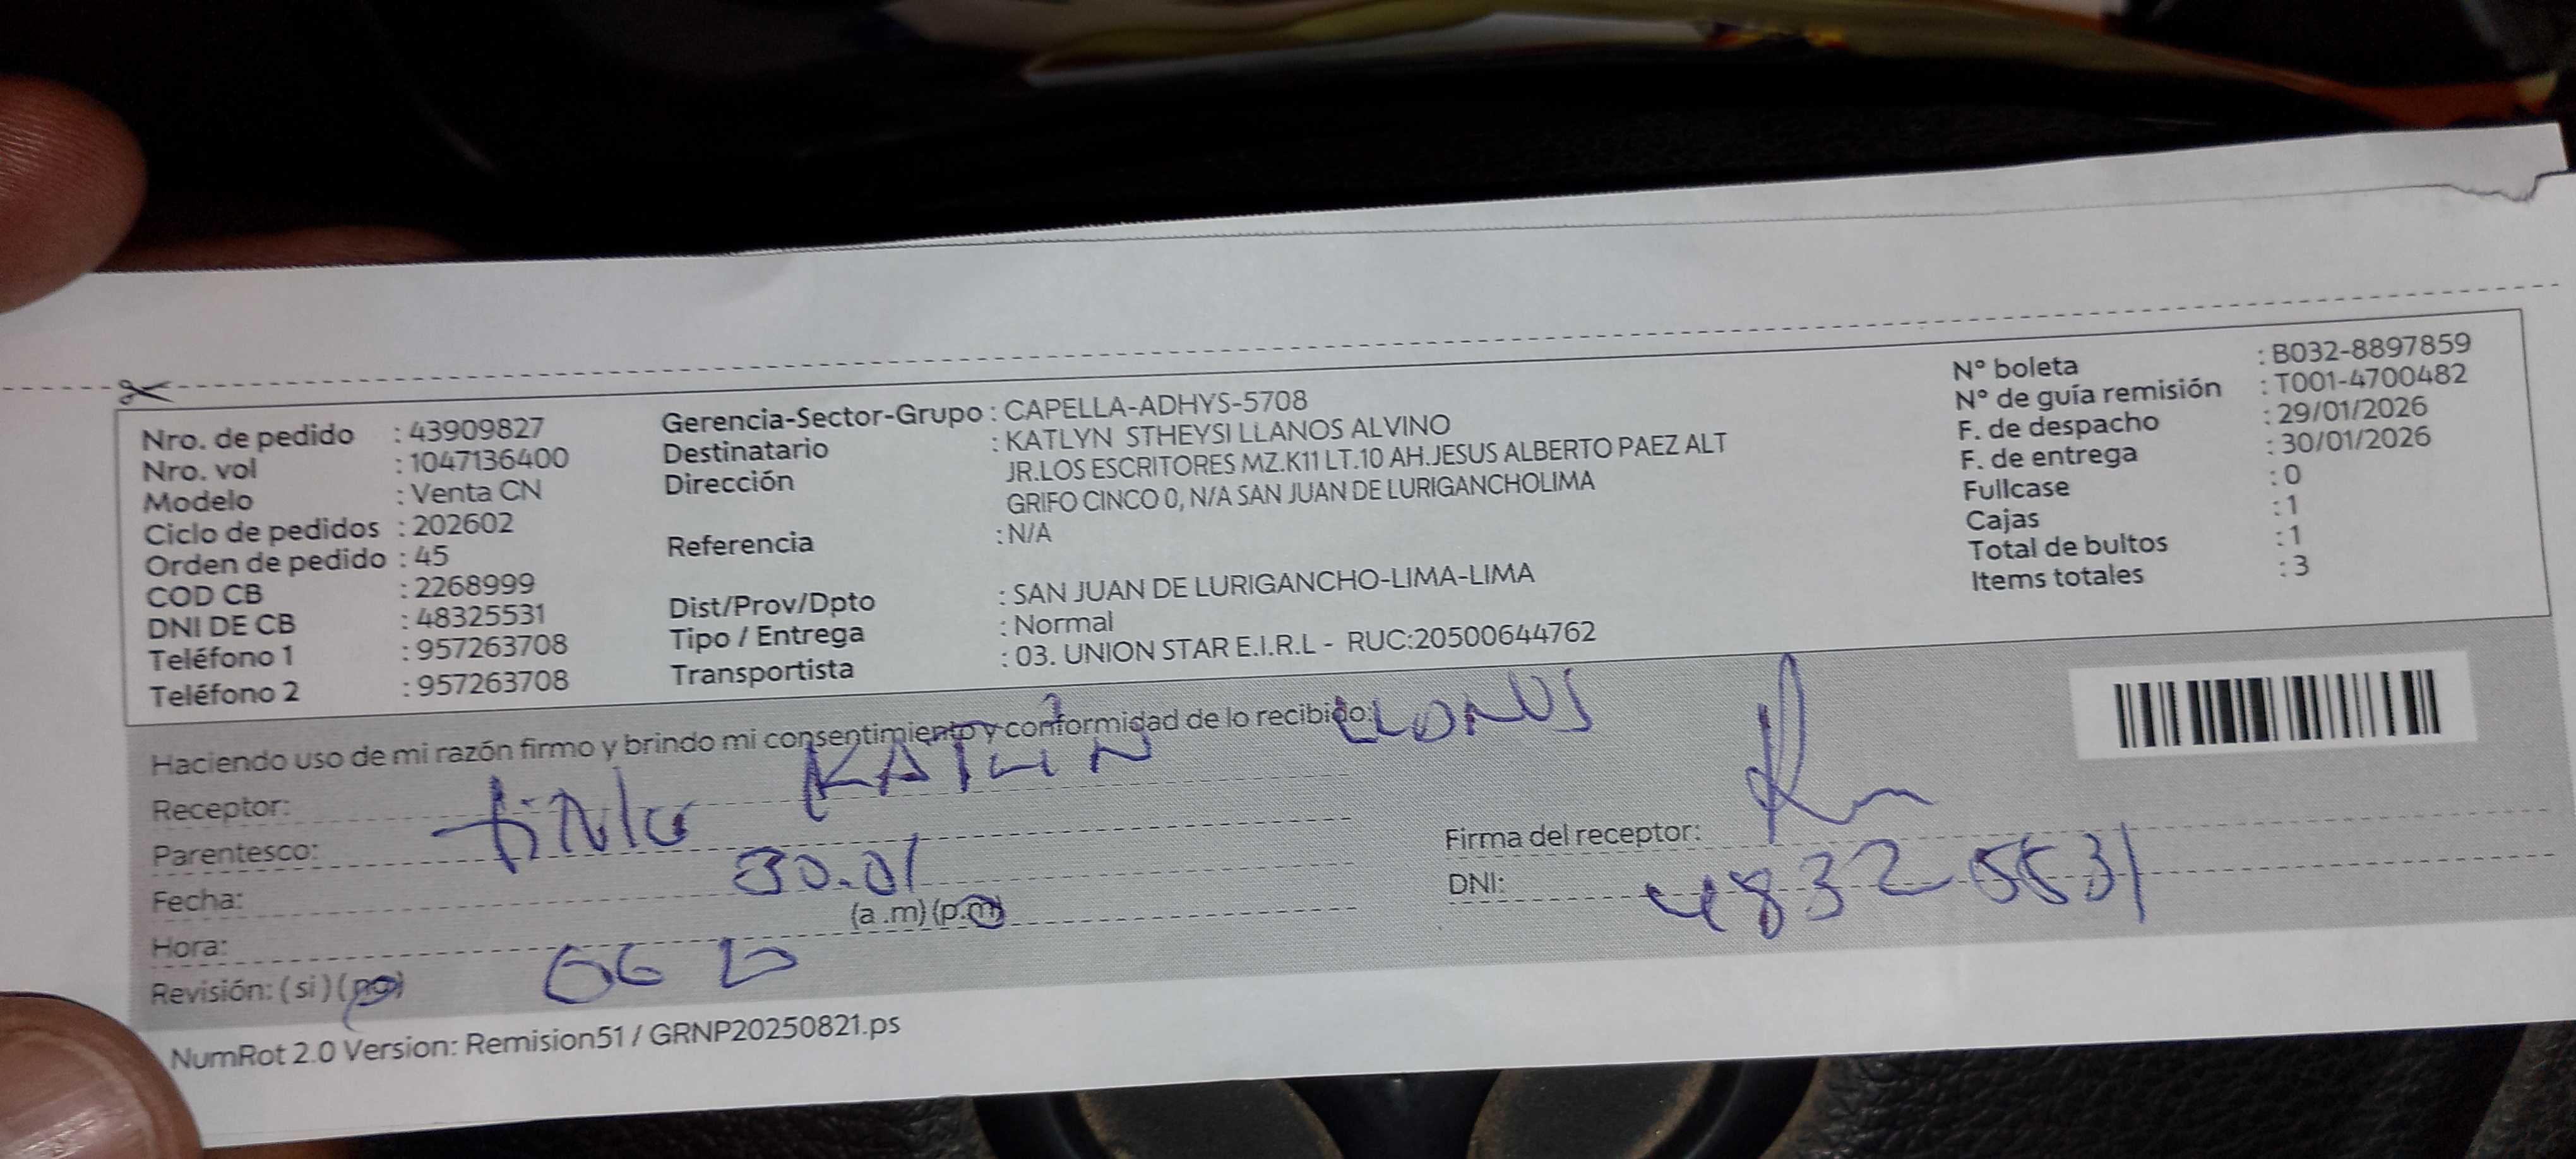 Nro. de pedido : 43909827
Nro. vol : 1047136400
Modelo : Venta CN
Ciclo de pedidos : 202602
Orden de pedido : 45
COD CB : 2268999
DNI DE CB : 48325531
Teléfono 1 : 957263708
Teléfono 2 : 957263708
Gerencia-Sector-Grupo : CAPELLA-ADHYS-5708
Destinatario : KATLYN STHEYSI LLANOS ALVINO
Dirección JR.LOS ESCRITORES MZ.K11 LT.10 AH.JESUS ALBERTO PAEZ ALT
GRIFO CINCO 0, N/A SAN JUAN DE LURIGANCHOLIMA
Referencia : N/A
Dist/Prov/Dpto : SAN JUAN DE LURIGANCHO-LIMA-LIMA
Tipo / Entrega : Normal
Transportista : 03. UNION STAR E.I.R.L - RUC:20500644762
N° boleta : B032-8897859
N° de guía remisión : T001-4700482
F. de despacho : 29/01/2026
F. de entrega : 30/01/2026
Fullcase : 0
Cajas : 1
Total de bultos : 1
Items totales : 3
Haciendo uso de mi razón firmo y brindo mi consentimiento y conformidad de lo recibido:
Receptor: KATLIN
Parentesco:
Fecha: 30.01
Hora: (a .m) (p.m)
Revisión: ( si ) ( no)
Firma del receptor:
DNI: 48325531
NumRot 2.0 Version: Remision51 / GRNP20250821.ps